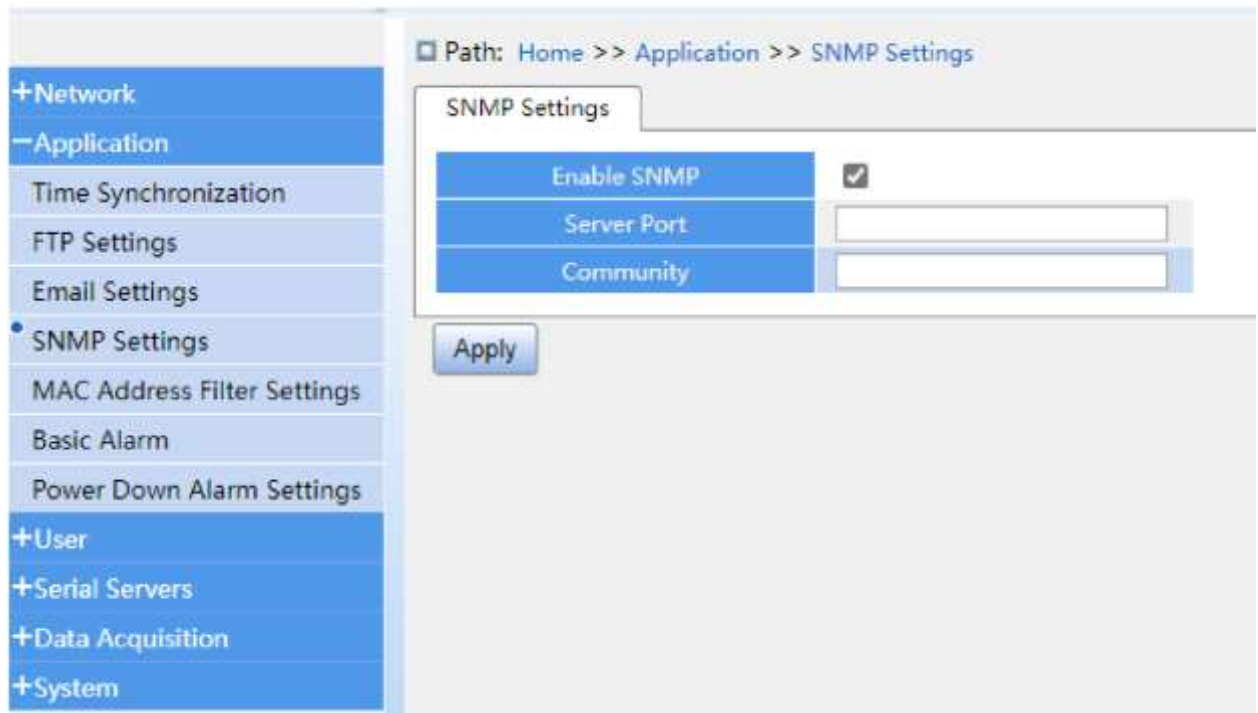 Path: Home >> Application >> SNMP Settings
+Network
−Application
Time Synchronization
FTP Settings
Email Settings
SNMP Settings
MAC Address Filter Settings
Basic Alarm
Power Down Alarm Settings
+User
+Serial Servers
+Data Acquisition
+System
SNMP Settings
Enable SNMP
Server Port
Community
Apply